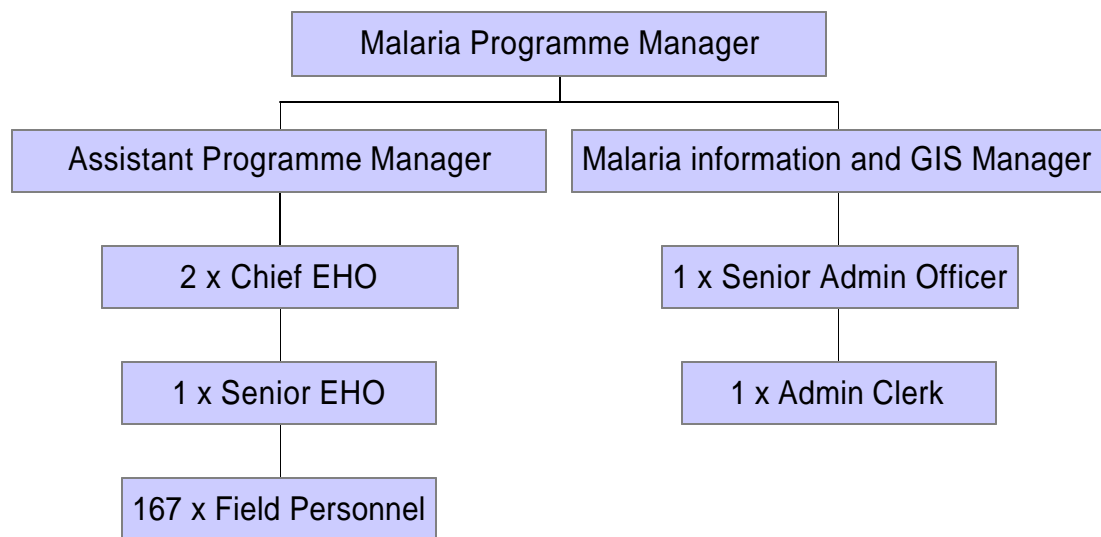 Malaria Programme Manager
Assistant Programme Manager
Malaria information and GIS Manager
2 x Chief EHO
1 x Senior Admin Officer
1 x Senior EHO
1 x Admin Clerk
167 x Field Personnel